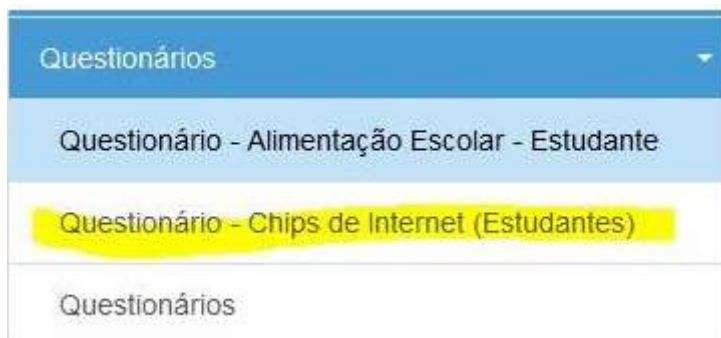 Questionários
Questionário - Alimentação Escolar - Estudante
Questionário - Chips de Internet (Estudantes)
Questionários